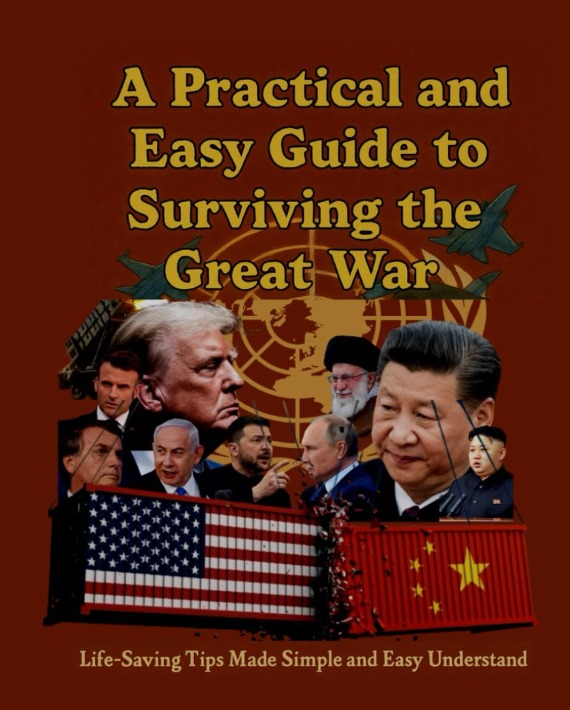 A Practical and
Easy Guide to
Surviving the
Great War
Life-Saving Tips Made Simple and Easy Understand